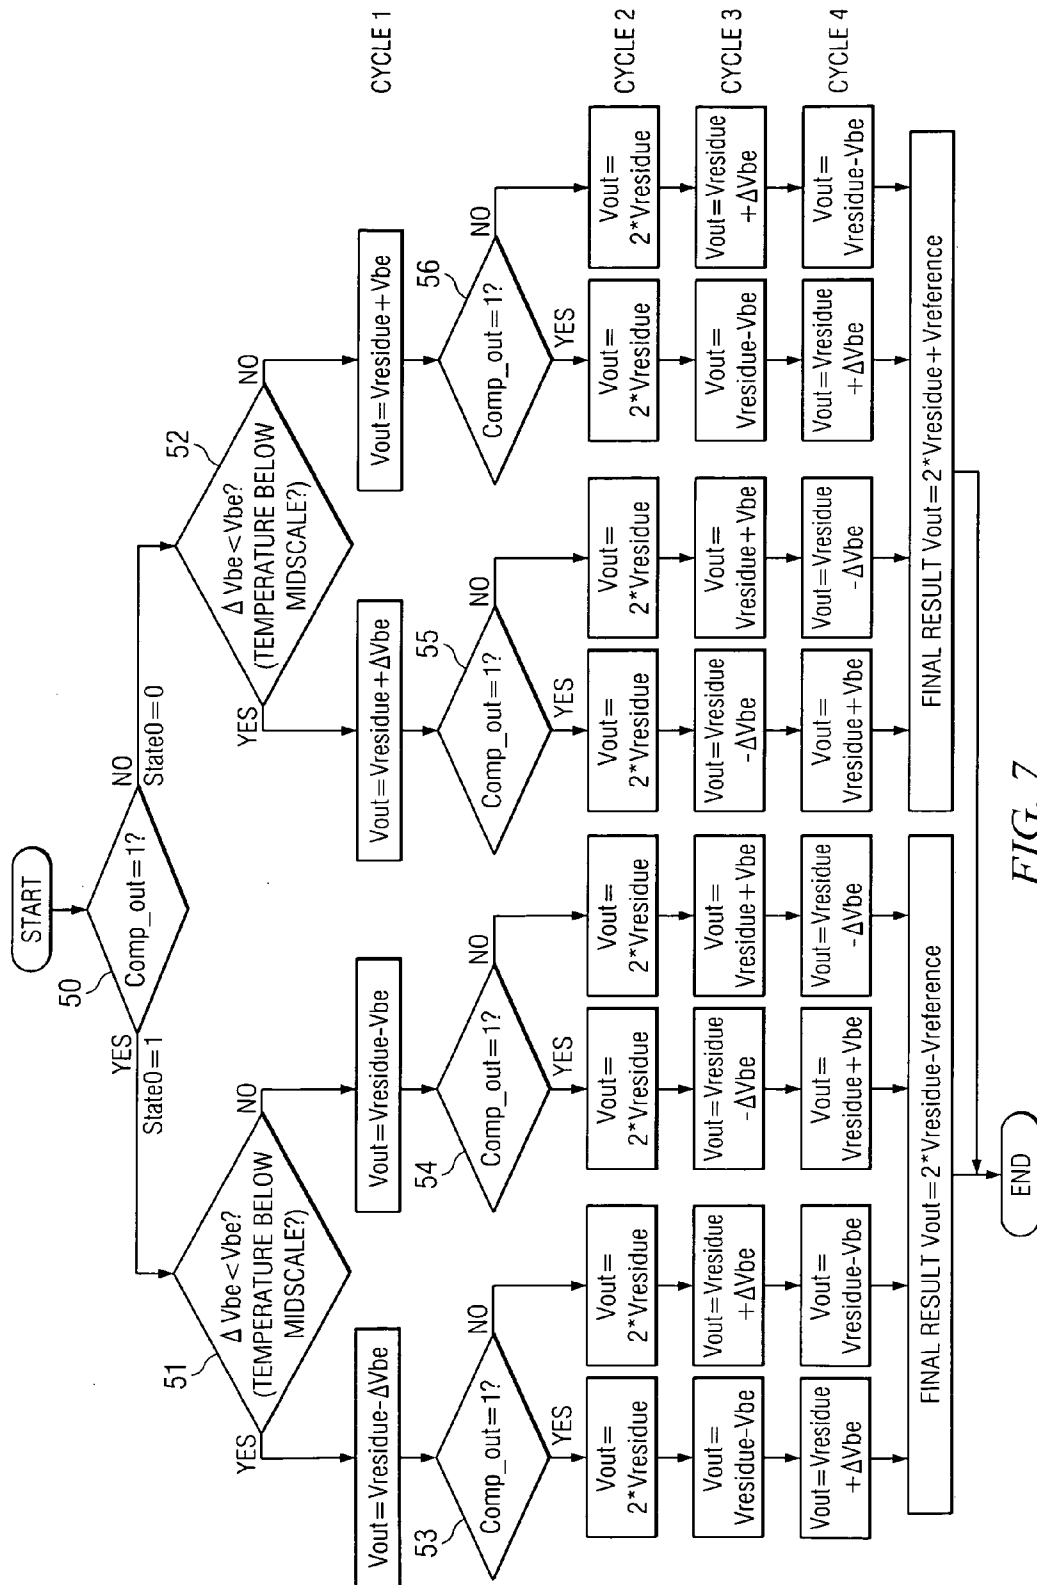 START
50
Comp_out=1?
YES
State0=1
NO
State0=0
51
ΔVbe<Vbe?
(TEMPERATURE BELOW
MIDSCALE?)
YES
NO
52
ΔVbe<Vbe?
(TEMPERATURE BELOW
MIDSCALE?)
YES
NO
Vout=Vresidue-ΔVbe
Vout=Vresidue-Vbe
Vout=Vresidue+ΔVbe
Vout=Vresidue+Vbe
CYCLE 1
53
Comp_out=1?
YES
NO
54
Comp_out=1?
YES
NO
55
Comp_out=1?
YES
NO
56
Comp_out=1?
YES
NO
Vout=
2*Vresidue
Vout=
2*Vresidue
Vout=
2*Vresidue
Vout=
2*Vresidue
Vout=
2*Vresidue
Vout=
2*Vresidue
Vout=
2*Vresidue
Vout=
2*Vresidue
CYCLE 2
Vout=
Vresidue-Vbe
Vout=Vresidue
+ΔVbe
Vout=Vresidue
-ΔVbe
Vout=
Vresidue+Vbe
Vout=Vresidue
-ΔVbe
Vout=
Vresidue+Vbe
Vout=
Vresidue-Vbe
Vout=Vresidue
+ΔVbe
CYCLE 3
Vout=Vresidue
+ΔVbe
Vout=
Vresidue-Vbe
Vout=
Vresidue+Vbe
Vout=Vresidue
-ΔVbe
Vout=
Vresidue+Vbe
Vout=Vresidue
-ΔVbe
Vout=Vresidue
+ΔVbe
Vout=
Vresidue-Vbe
CYCLE 4
FINAL RESULT Vout=2*Vresidue-Vreference
FINAL RESULT Vout=2*Vresidue+Vreference
END
FIG. 7